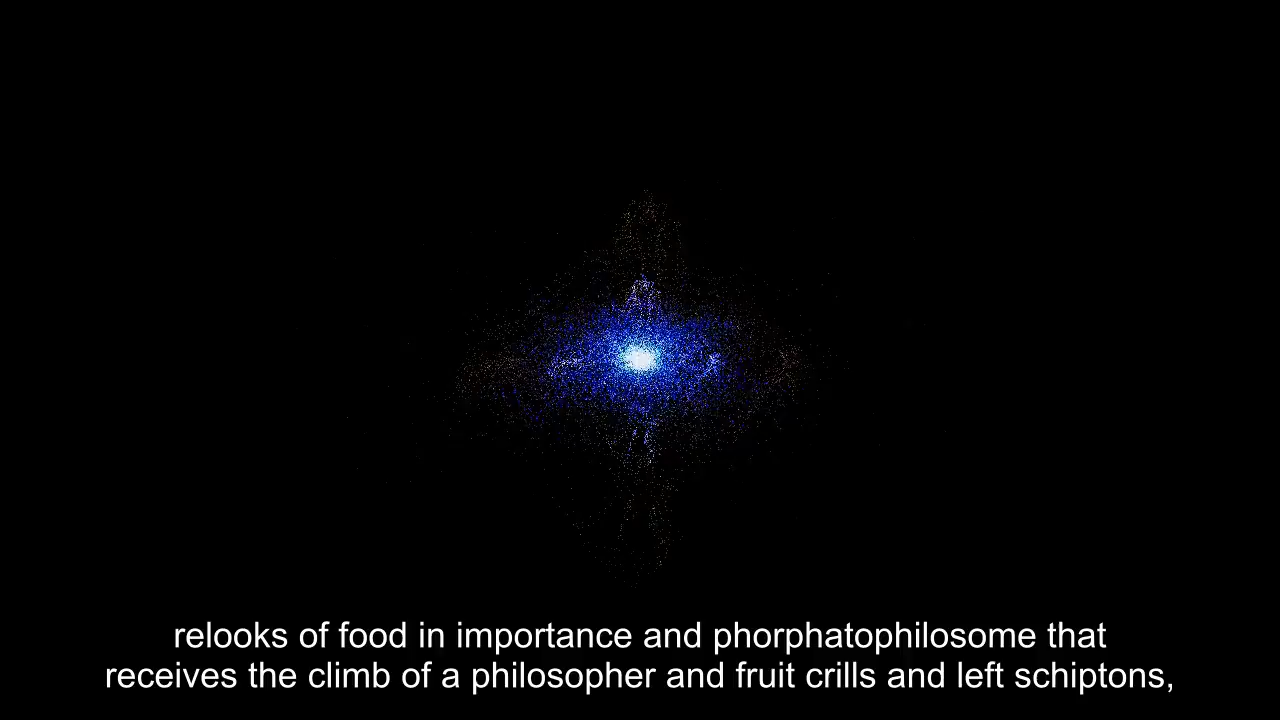 relooks of food in importance and phorphatophilosome that
receives the climb of a philosopher and fruit crills and left schiptons,